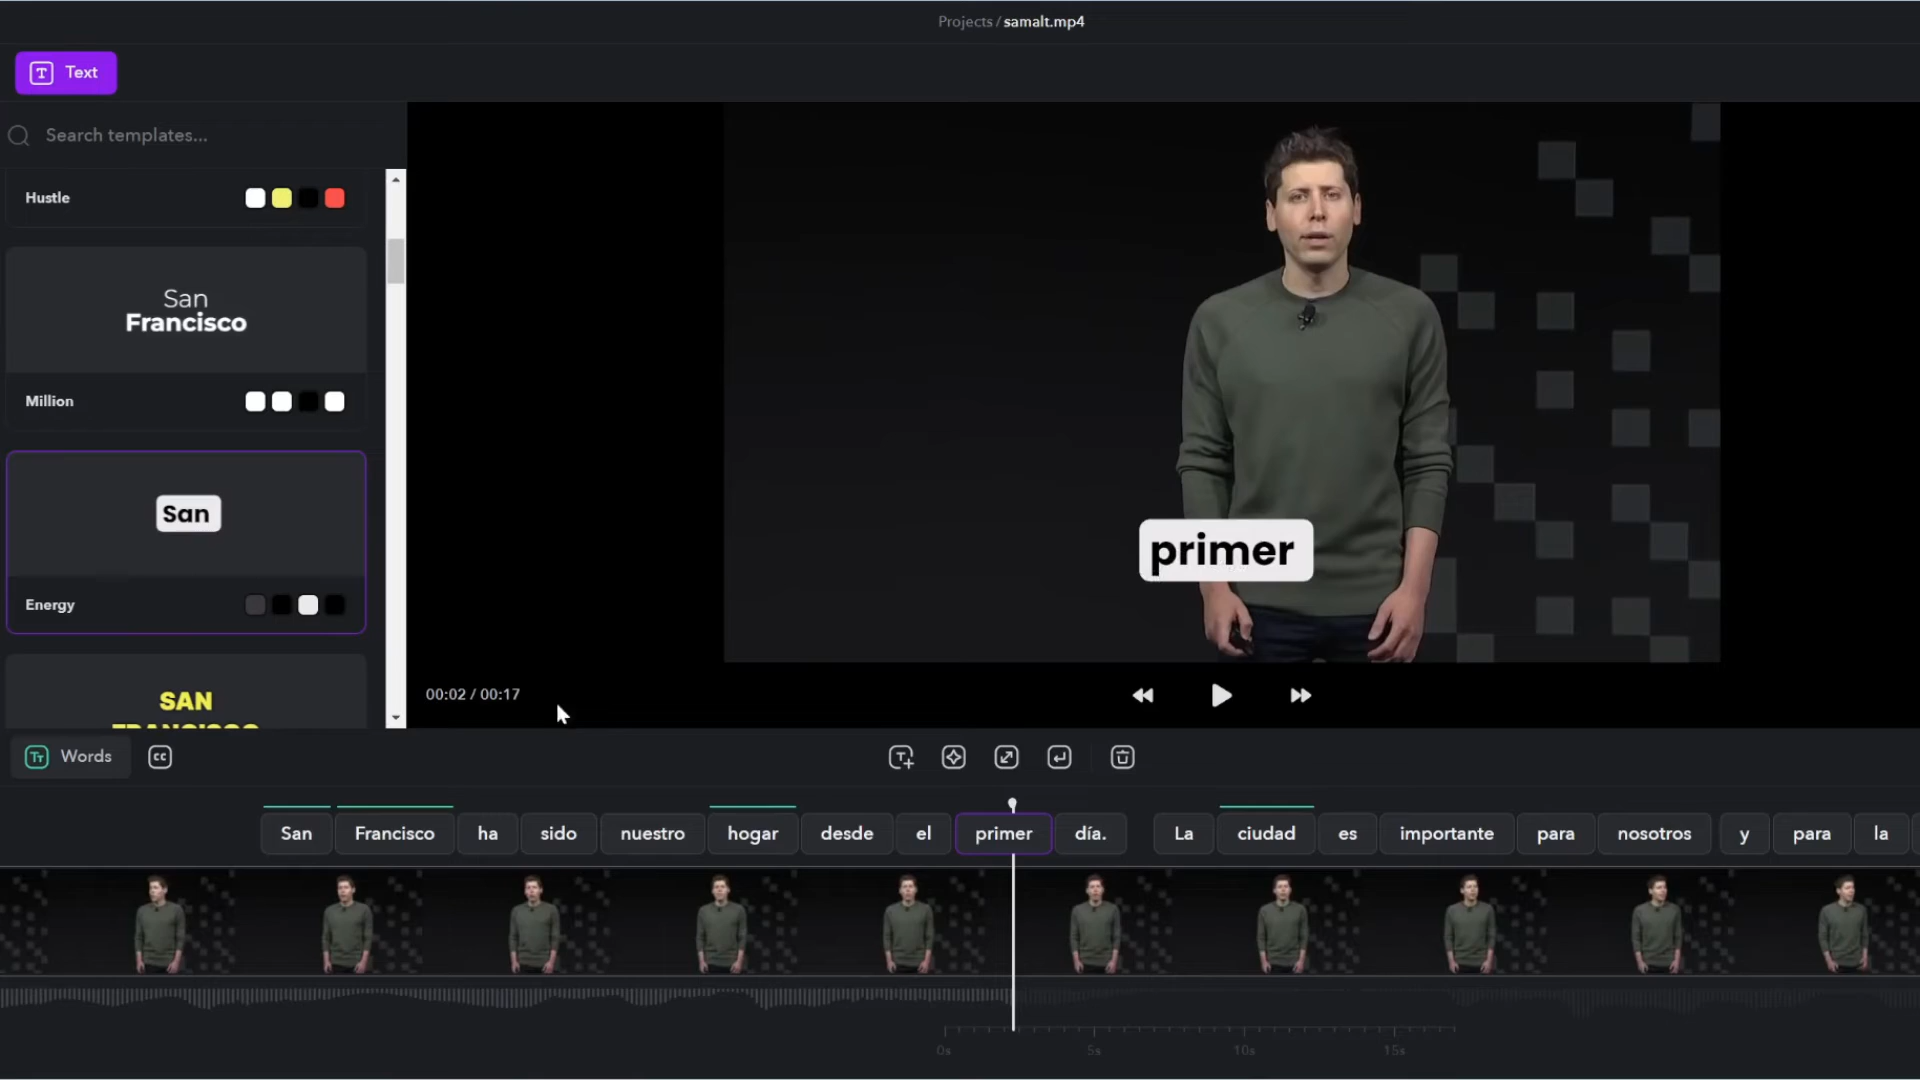 Projects / samalt.mp4
Text
Search templates...
Hustle
San
Francisco
Million
San
Energy
SAN
FRANCISCO
primer
00:02 / 00:17
Words
CC
San Francisco ha sido nuestro hogar desde el primer día. La ciudad es importante para nosotros y para la
0s 5s 10s 15s